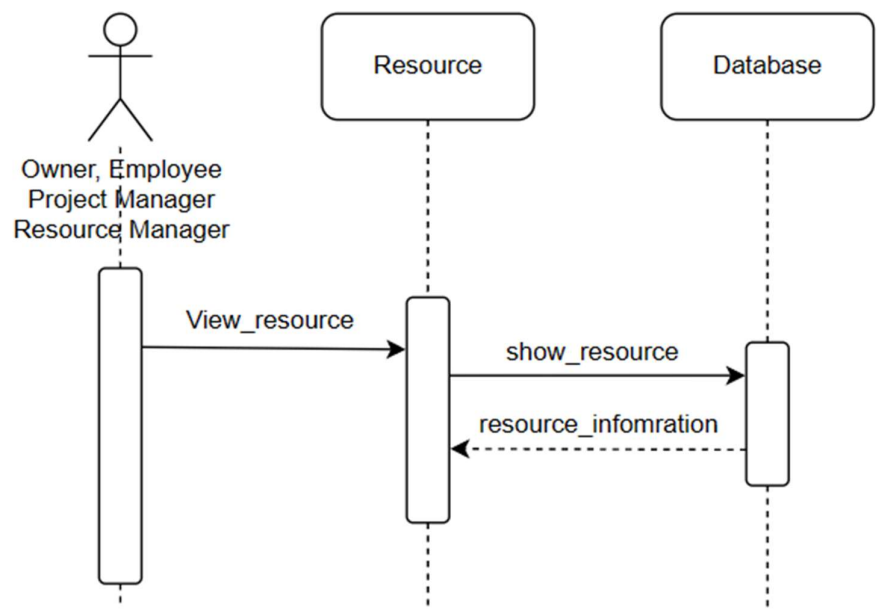 Resource
Database
Owner, Employee
Project Manager
Resource Manager
View_resource
show_resource
resource_infomration